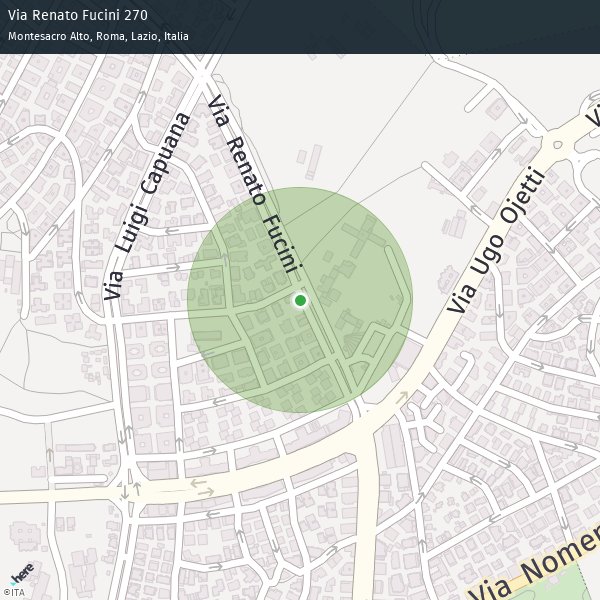 Via Renato Fucini 270
Montesacro Alto, Roma, Lazio, Italia
Via Renato Fucini
Via Luigi Capuana
Via Ugo Ojetti
Vi
Via Nomen
here
©ITA